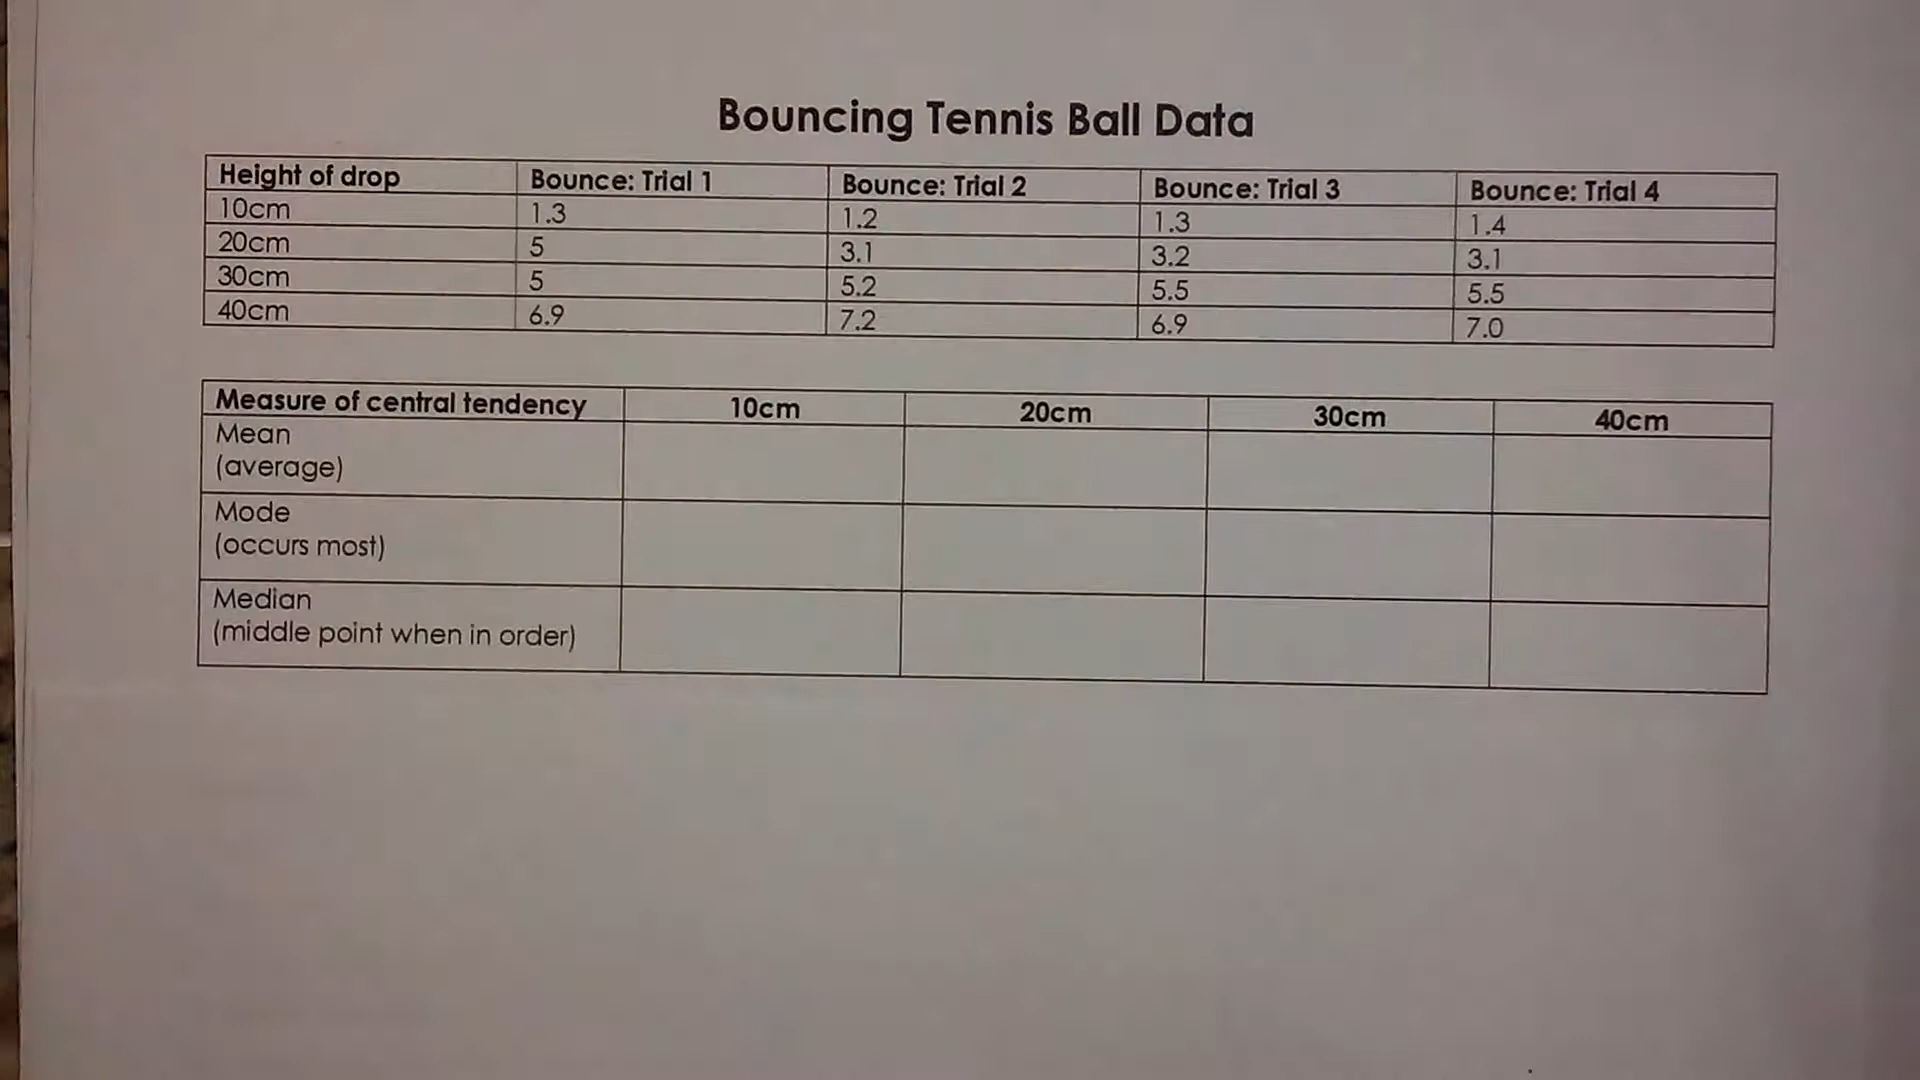 Bouncing Tennis Ball Data
Height of drop Bounce: Trial 1 Bounce: Trial 2 Bounce: Trial 3 Bounce: Trial 4
10cm 1.3 1.2 1.3 1.4
20cm 5 3.1 3.2 3.1
30cm 5 5.2 5.5 5.5
40cm 6.9 7.2 6.9 7.0
Measure of central tendency 10cm 20cm 30cm 40cm
Mean
(average)
Mode
(occurs most)
Median
(middle point when in order)